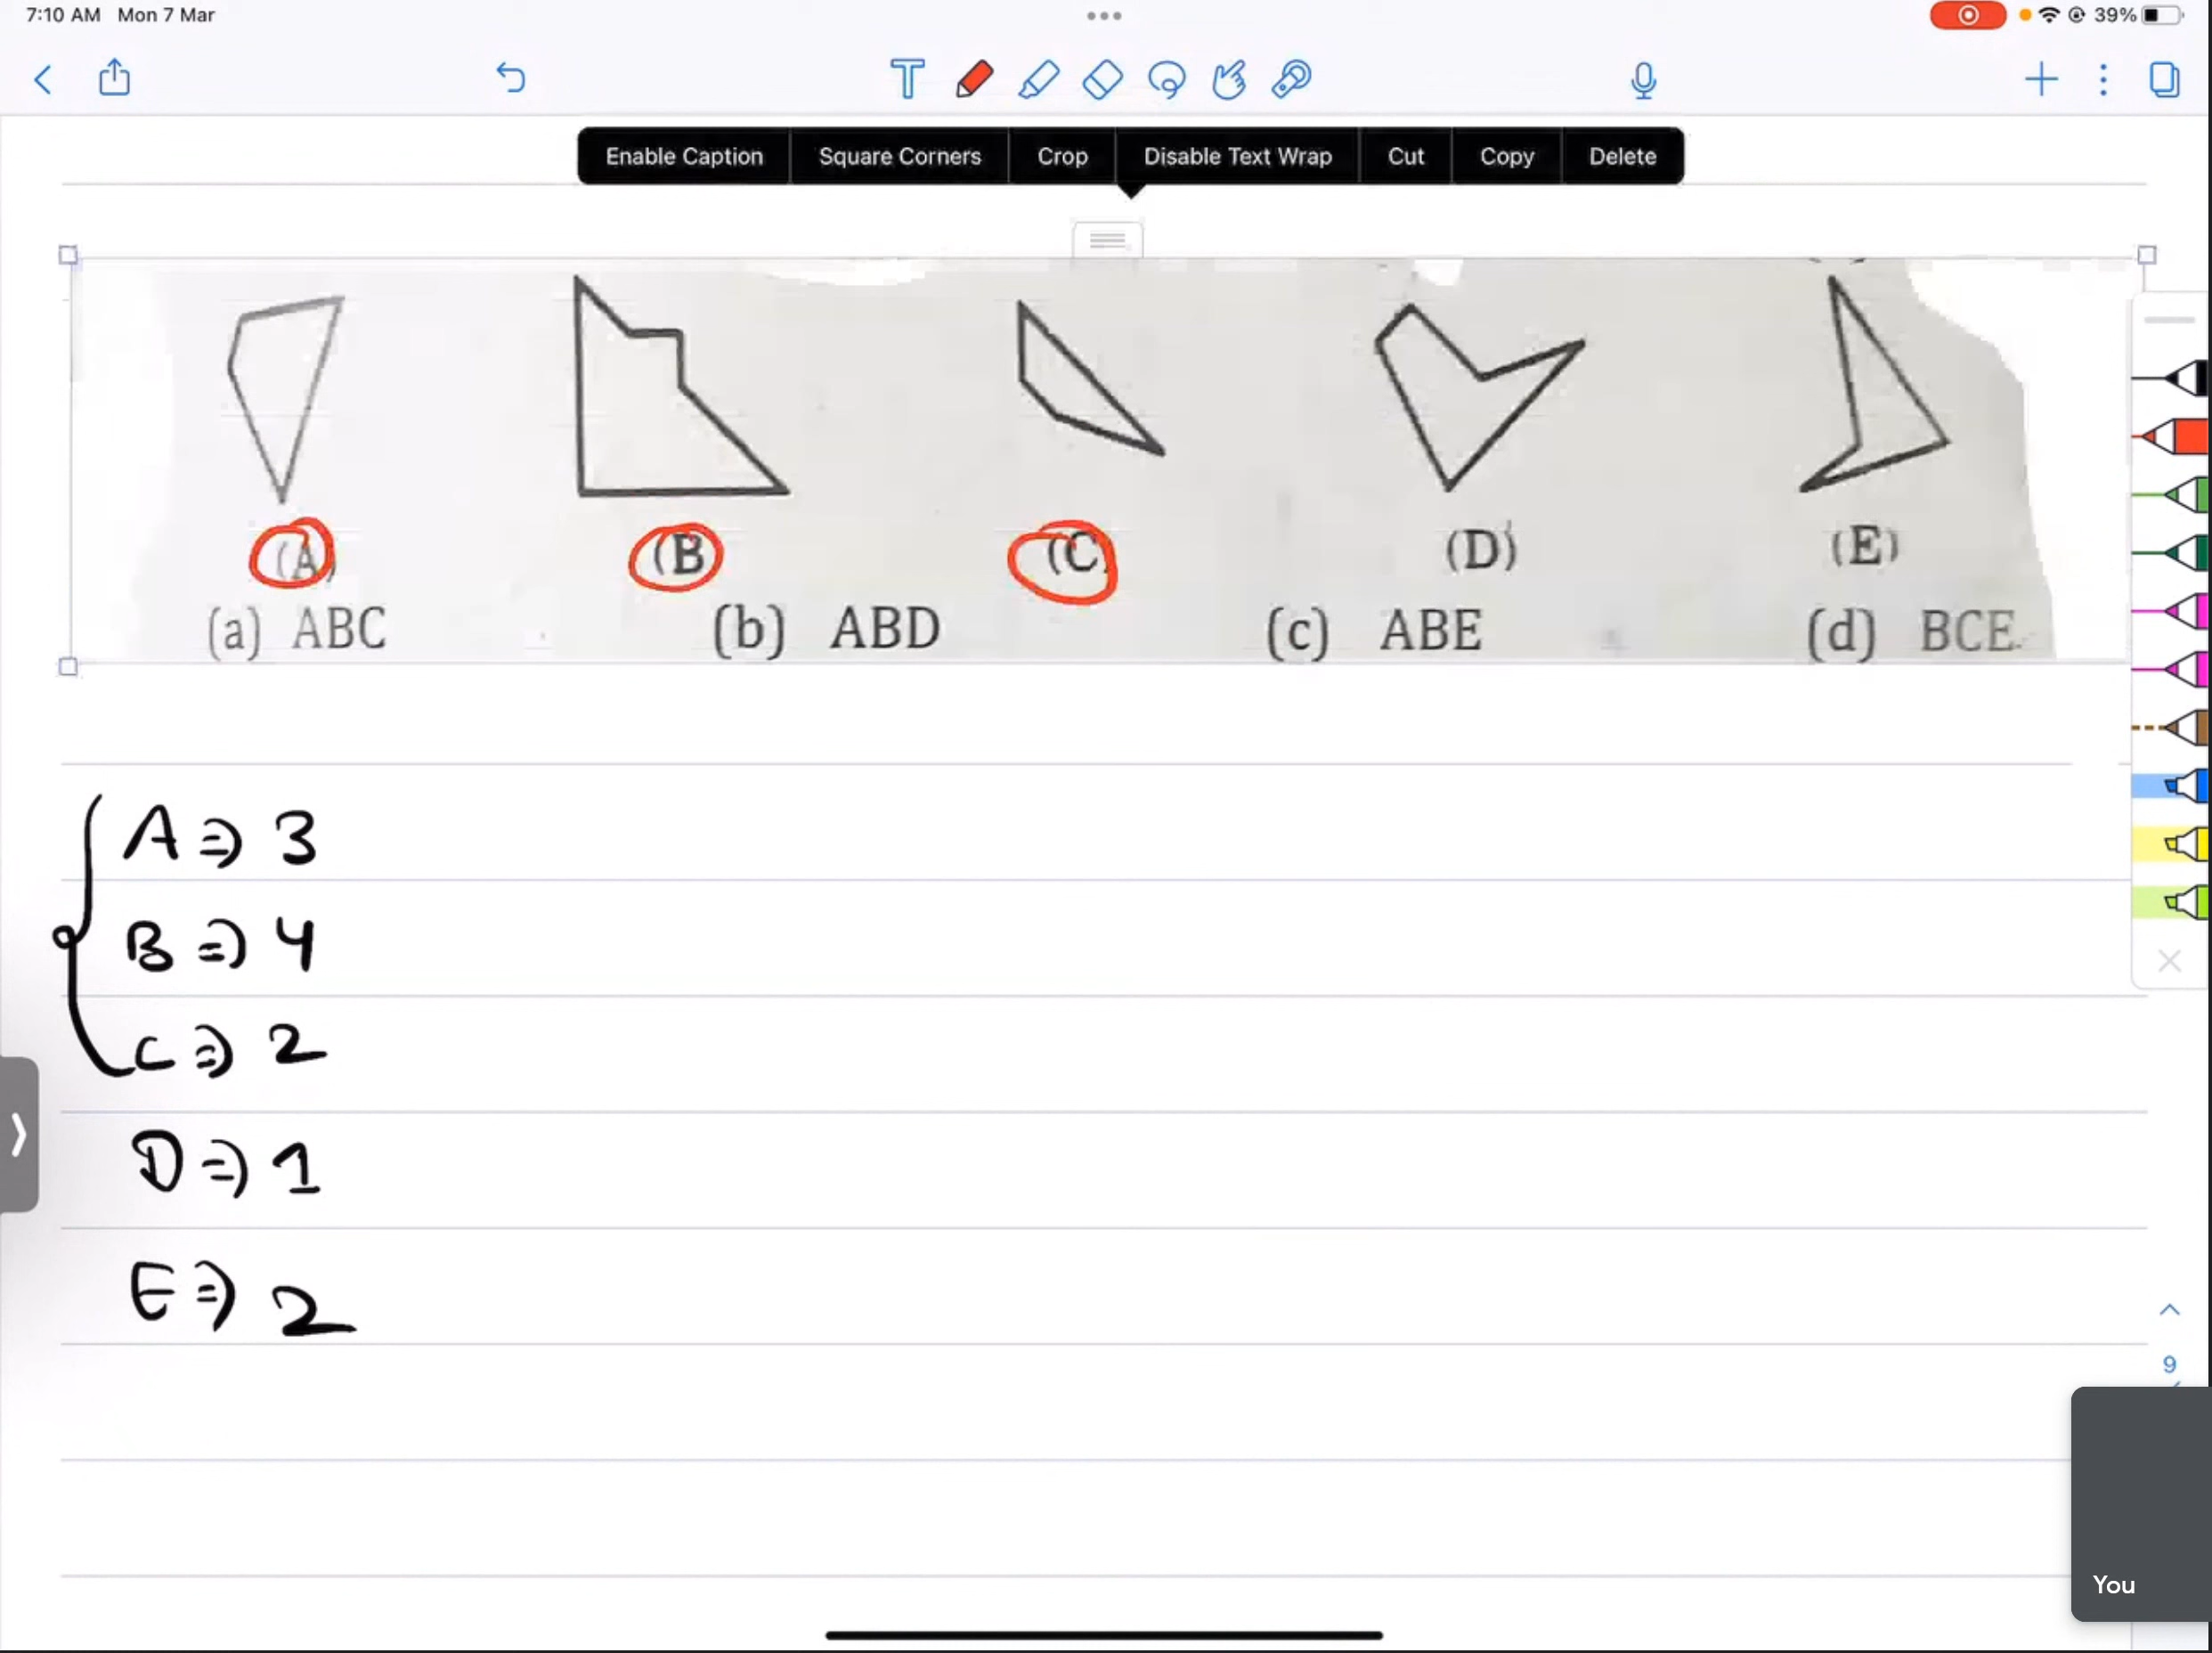 7:10 AM Mon 7 Mar
39%
Enable Caption Square Corners Crop Disable Text Wrap Cut Copy Delete
(A) (B (C) (D) (E)
(a) ABC (b) ABD (c) ABE (d) BCE.
A => 3
B => 4
C => 2
D => 1
E => 2
9
You